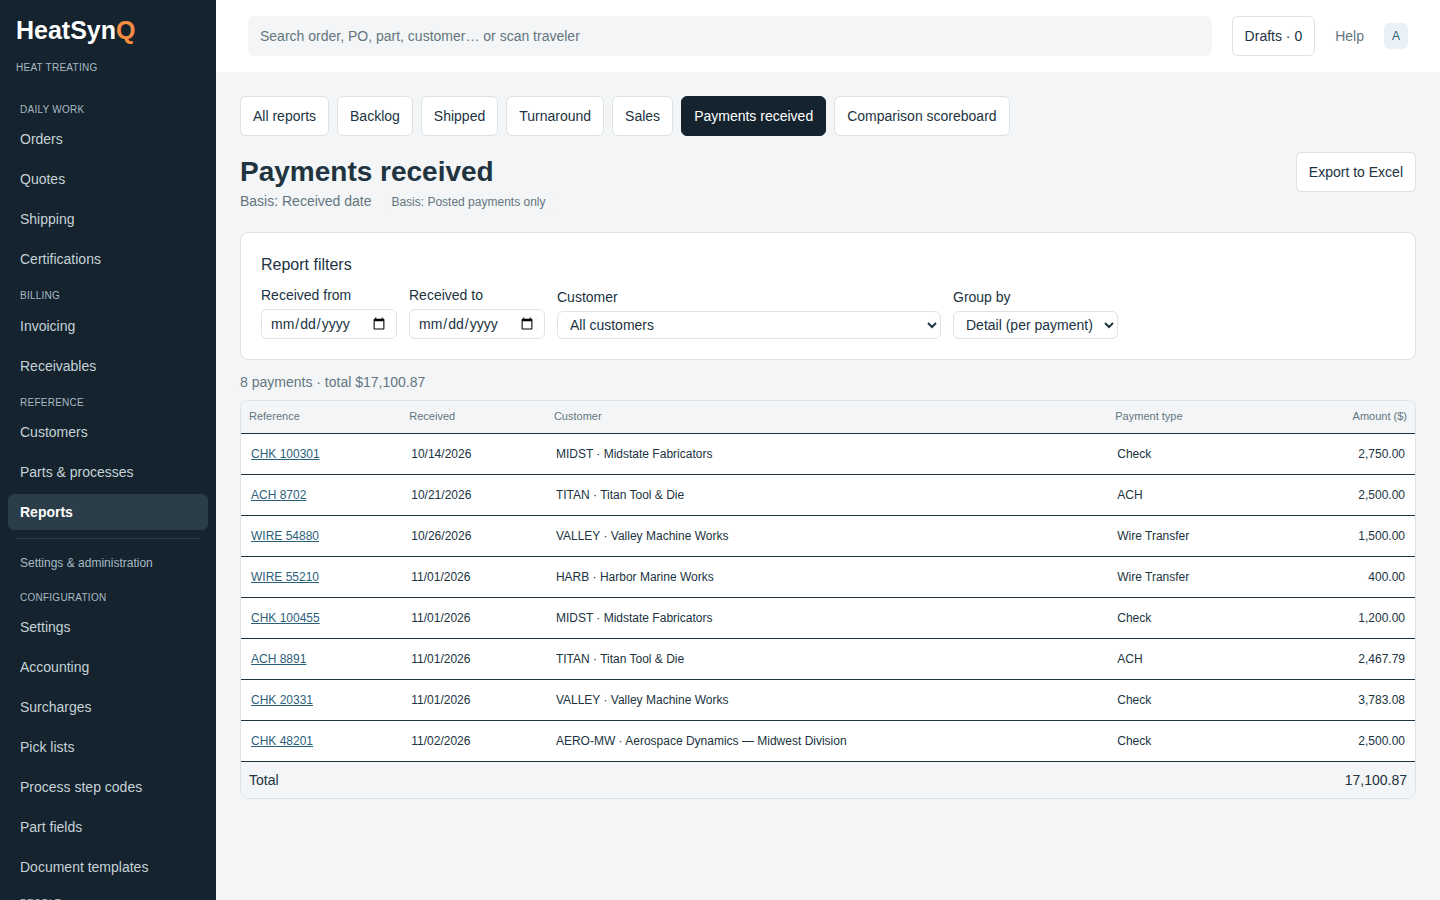 HeatSynQ
HEAT TREATING
DAILY WORK
Orders
Quotes
Shipping
Certifications
BILLING
Invoicing
Receivables
REFERENCE
Customers
Parts & processes
Reports
Settings & administration
CONFIGURATION
Settings
Accounting
Surcharges
Pick lists
Process step codes
Part fields
Document templates
Search order, PO, part, customer… or scan traveler
Drafts · 0
Help
A
All reports
Backlog
Shipped
Turnaround
Sales
Payments received
Comparison scoreboard
Payments received
Export to Excel
Basis: Received date Basis: Posted payments only
Report filters
Received from Received to Customer Group by
mm/dd/yyyy mm/dd/yyyy All customers Detail (per payment)
8 payments · total $17,100.87
Reference Received Customer Payment type Amount ($)
CHK 100301 10/14/2026 MIDST · Midstate Fabricators Check 2,750.00
ACH 8702 10/21/2026 TITAN · Titan Tool & Die ACH 2,500.00
WIRE 54880 10/26/2026 VALLEY · Valley Machine Works Wire Transfer 1,500.00
WIRE 55210 11/01/2026 HARB · Harbor Marine Works Wire Transfer 400.00
CHK 100455 11/01/2026 MIDST · Midstate Fabricators Check 1,200.00
ACH 8891 11/01/2026 TITAN · Titan Tool & Die ACH 2,467.79
CHK 20331 11/01/2026 VALLEY · Valley Machine Works Check 3,783.08
CHK 48201 11/02/2026 AERO-MW · Aerospace Dynamics — Midwest Division Check 2,500.00
Total 17,100.87